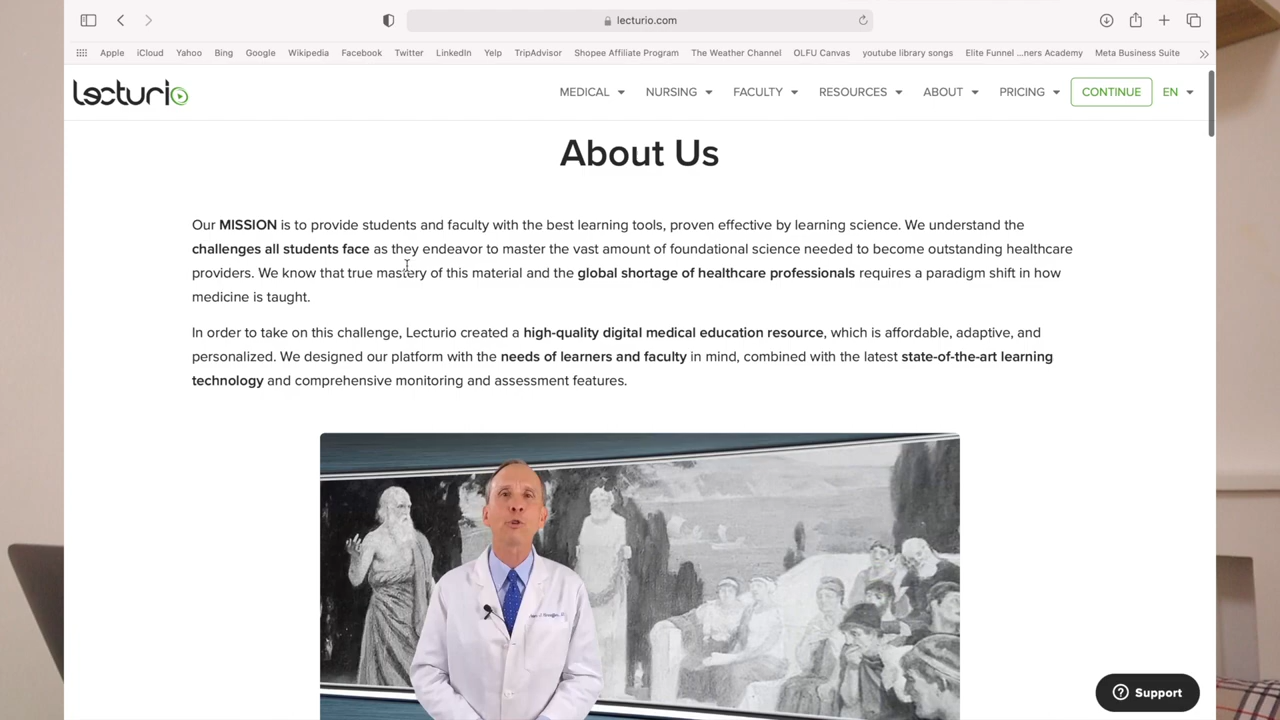 lecturio.com
Apple iCloud Yahoo Bing Google Wikipedia Facebook Twitter LinkedIn Yelp TripAdvisor Shopee Affiliate Program The Weather Channel OLFU Canvas youtube library songs Elite Funnel ...ners Academy Meta Business Suite
lecturio MEDICAL NURSING FACULTY RESOURCES ABOUT PRICING CONTINUE EN
About Us
Our MISSION is to provide students and faculty with the best learning tools, proven effective by learning science. We understand the
challenges all students face as they endeavor to master the vast amount of foundational science needed to become outstanding healthcare
providers. We know that true mastery of this material and the global shortage of healthcare professionals requires a paradigm shift in how
medicine is taught.
In order to take on this challenge, Lecturio created a high-quality digital medical education resource, which is affordable, adaptive, and
personalized. We designed our platform with the needs of learners and faculty in mind, combined with the latest state-of-the-art learning
technology and comprehensive monitoring and assessment features.
Support